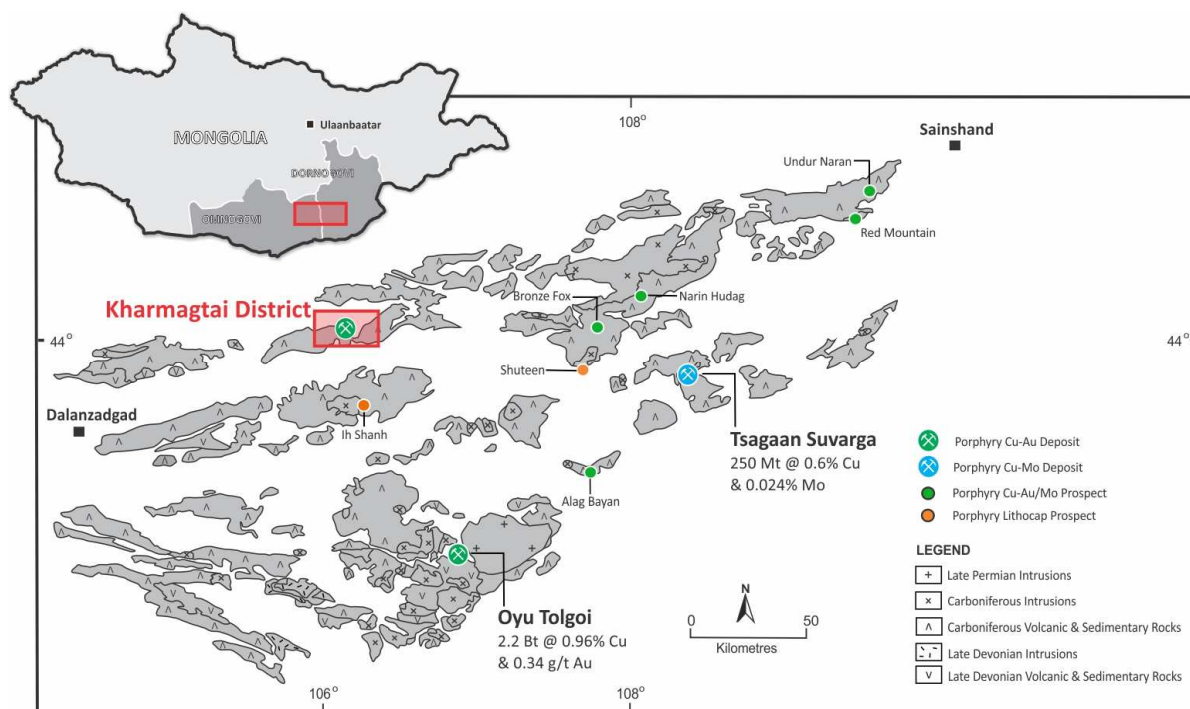 MONGOLIA
Ulaanbaatar
DORNOGOVI
OMNOGOVI
108°
Sainshand
Undur Naran
Red Mountain
Bronze Fox
Narin Hudag
Kharmagtai District
44°
44°
Shuteen
Dalanzadgad
Ih Shanh
Tsagaan Suvarga
250 Mt @ 0.6% Cu
& 0.024% Mo
Alag Bayan
Oyu Tolgoi
2.2 Bt @ 0.96% Cu
& 0.34 g/t Au
Porphyry Cu-Au Deposit
Porphyry Cu-Mo Deposit
Porphyry Cu-Au/Mo Prospect
Porphyry Lithocap Prospect
LEGEND
+ Late Permian Intrusions
× Carboniferous Intrusions
^ Carboniferous Volcanic & Sedimentary Rocks
Late Devonian Intrusions
v Late Devonian Volcanic & Sedimentary Rocks
N
0 50
Kilometres
106°
108°